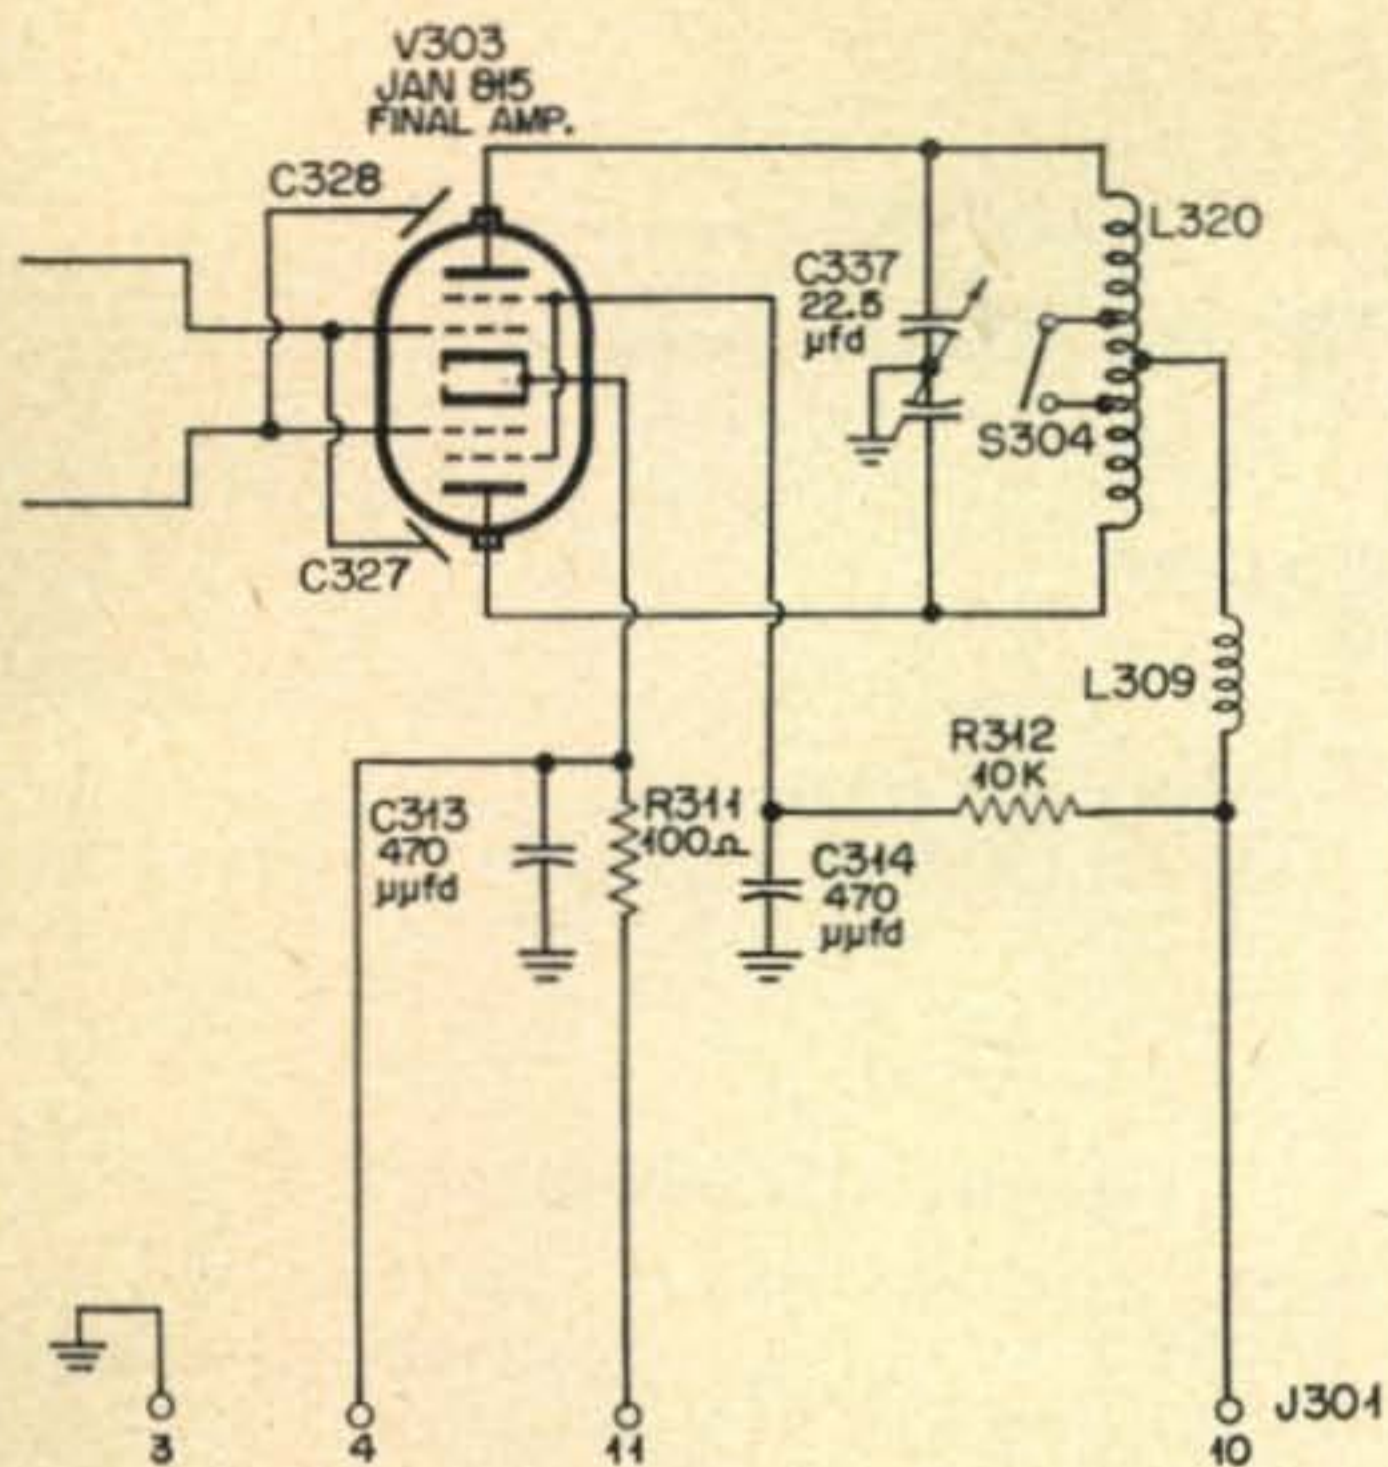 V303
JAN 815
FINAL AMP.
C328
L320
C337
22.5
µfd
S304
C327
L309
R312
10K
C313
470
µµfd
R311
100Ω
C314
470
µµfd
J301
3
4
11
10